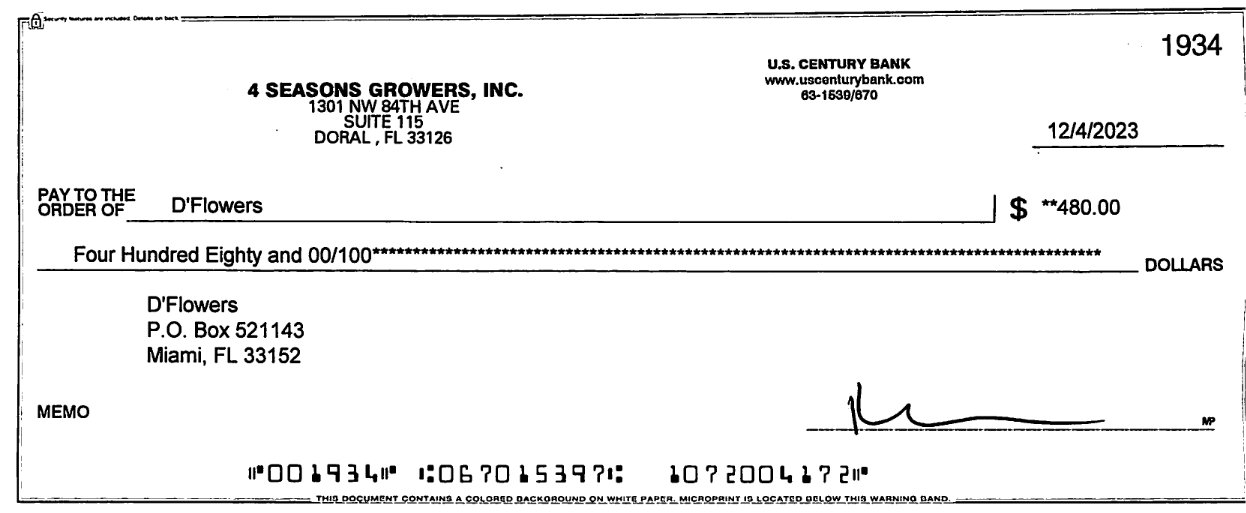 Security features are included. Details on back.
1934
U.S. CENTURY BANK
www.uscenturybank.com
63-1539/670
4 SEASONS GROWERS, INC.
1301 NW 84TH AVE
SUITE 115
DORAL , FL 33126
12/4/2023
PAY TO THE
ORDER OF D'Flowers $ **480.00
Four Hundred Eighty and 00/100****************************************************************************************************
DOLLARS
D'Flowers
P.O. Box 521143
Miami, FL 33152
MEMO
MP
⑈001934⑈ ⑆067015397⑆ 1072004172⑈
THIS DOCUMENT CONTAINS A COLORED BACKGROUND ON WHITE PAPER. MICROPRINT IS LOCATED BELOW THIS WARNING BAND.